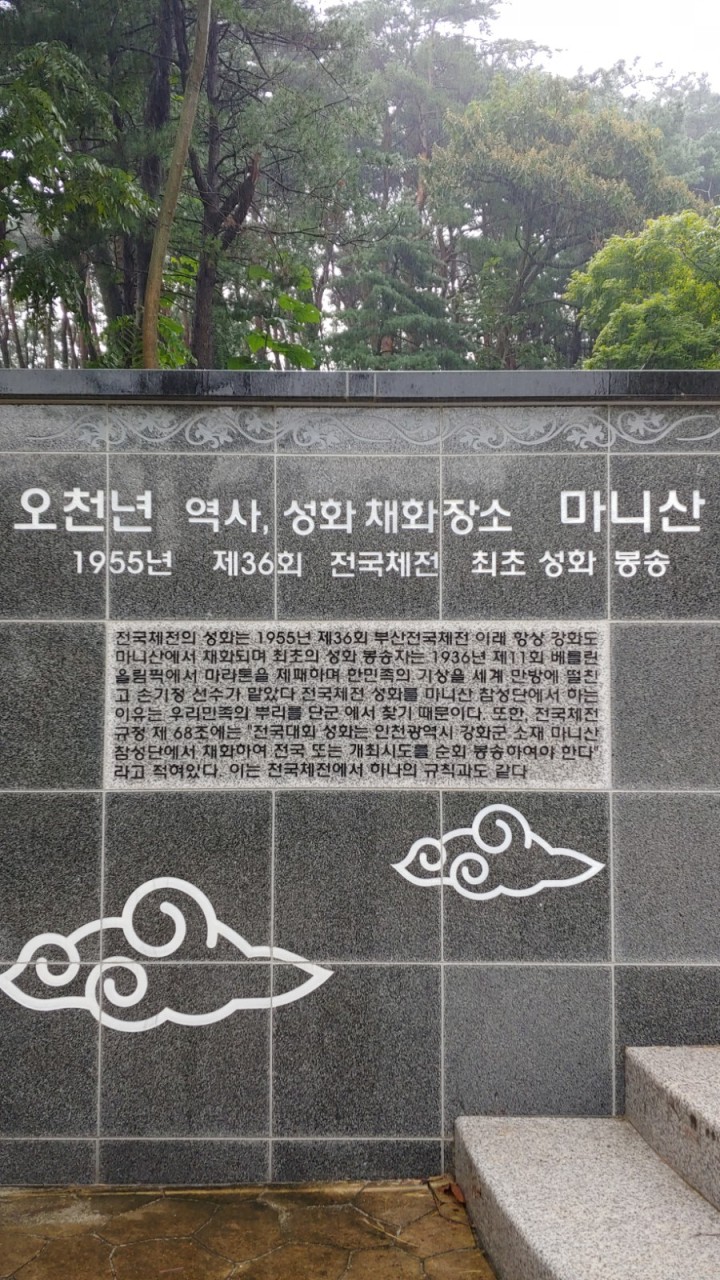 오천년 역사, 성화 채화장소 마니산
1955년 제36회 전국체전 최초 성화 봉송
전국체전의 성화는 1955년 제36회 부산전국체전 이래 항상 강화도
마니산에서 채화되며 최초의 성화 봉송자는 1936년 제11회 베를린
올림픽에서 마라톤을 제패하며 한민족의 기상을 세계 만방에 떨친
고 손기정 선수가 맡았다 전국체전 성화를 마니산 참성단에서 하는
이유는 우리민족의 뿌리를 단군 에서 찾기 때문이다. 또한, 전국체전
규정 제 68조에는 "전국대회 성화는 인천광역시 강화군 소재 마니산
참성단에서 채화하여 전국 또는 개최시도를 순회 봉송하여야 한다"
라고 적혀있다. 이는 전국체전에서 하나의 규칙과도 같다